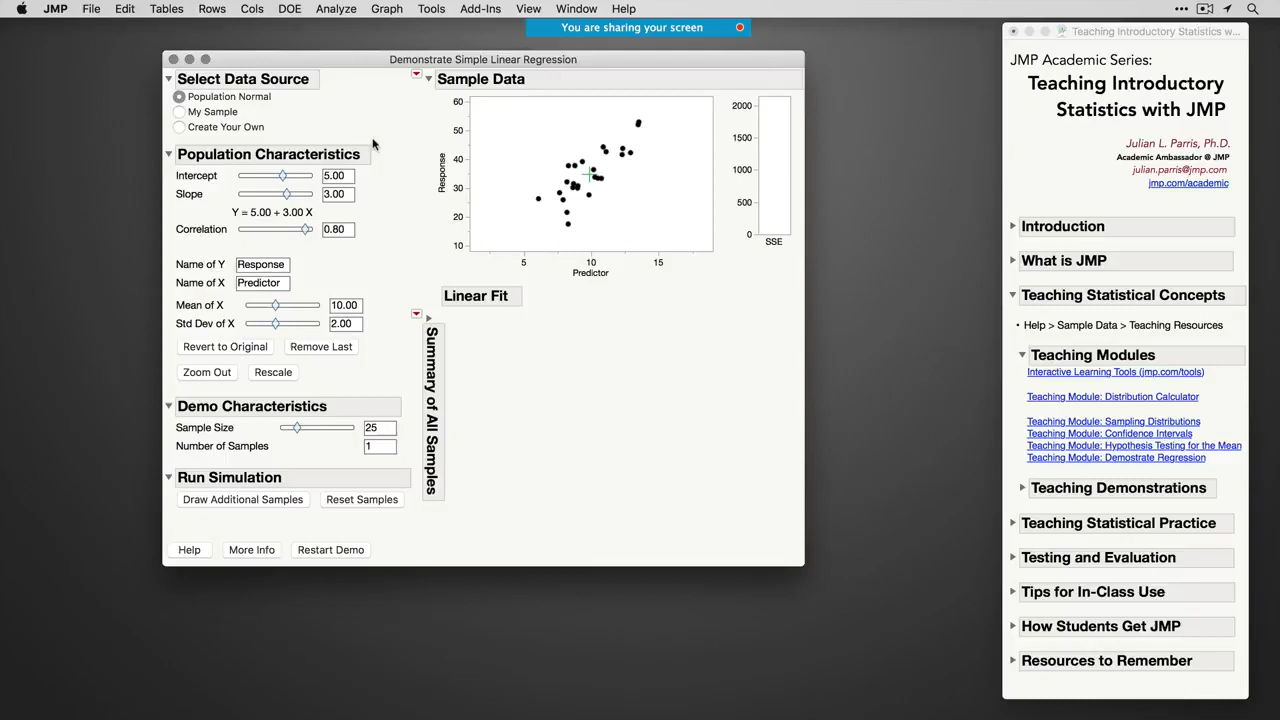 JMP File Edit Tables Rows Cols DOE Analyze Graph Tools Add-Ins View Window Help
You are sharing your screen
Demonstrate Simple Linear Regression
Select Data Source
Population Normal
My Sample
Create Your Own
Population Characteristics
Intercept 5.00
Slope 3.00
Y = 5.00 + 3.00 X
Correlation 0.80
Name of Y Response
Name of X Predictor
Mean of X 10.00
Std Dev of X 2.00
Revert to Original Remove Last
Zoom Out Rescale
Demo Characteristics
Sample Size 25
Number of Samples 1
Run Simulation
Draw Additional Samples Reset Samples
Help More Info Restart Demo
Sample Data
60
50
40
30
20
10
Response
5 10 15
Predictor
2000
1500
1000
500
0
SSE
Linear Fit
Summary of All Samples
Teaching Introductory Statistics w...
JMP Academic Series:
Teaching Introductory
Statistics with JMP
Julian L. Parris, Ph.D.
Academic Ambassador @ JMP
julian.parris@jmp.com
jmp.com/academic
Introduction
What is JMP
Teaching Statistical Concepts
• Help > Sample Data > Teaching Resources
Teaching Modules
Interactive Learning Tools (jmp.com/tools)
Teaching Module: Distribution Calculator
Teaching Module: Sampling Distributions
Teaching Module: Confidence Intervals
Teaching Module: Hypothesis Testing for the Mean
Teaching Module: Demostrate Regression
Teaching Demonstrations
Teaching Statistical Practice
Testing and Evaluation
Tips for In-Class Use
How Students Get JMP
Resources to Remember